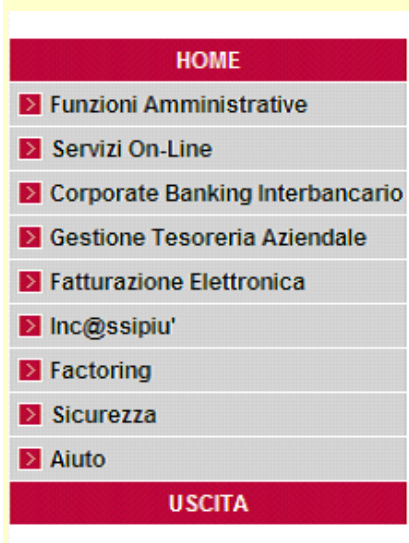 HOME
Funzioni Amministrative
Servizi On-Line
Corporate Banking Interbancario
Gestione Tesoreria Aziendale
Fatturazione Elettronica
Inc@ssipiu'
Factoring
Sicurezza
Aiuto
USCITA